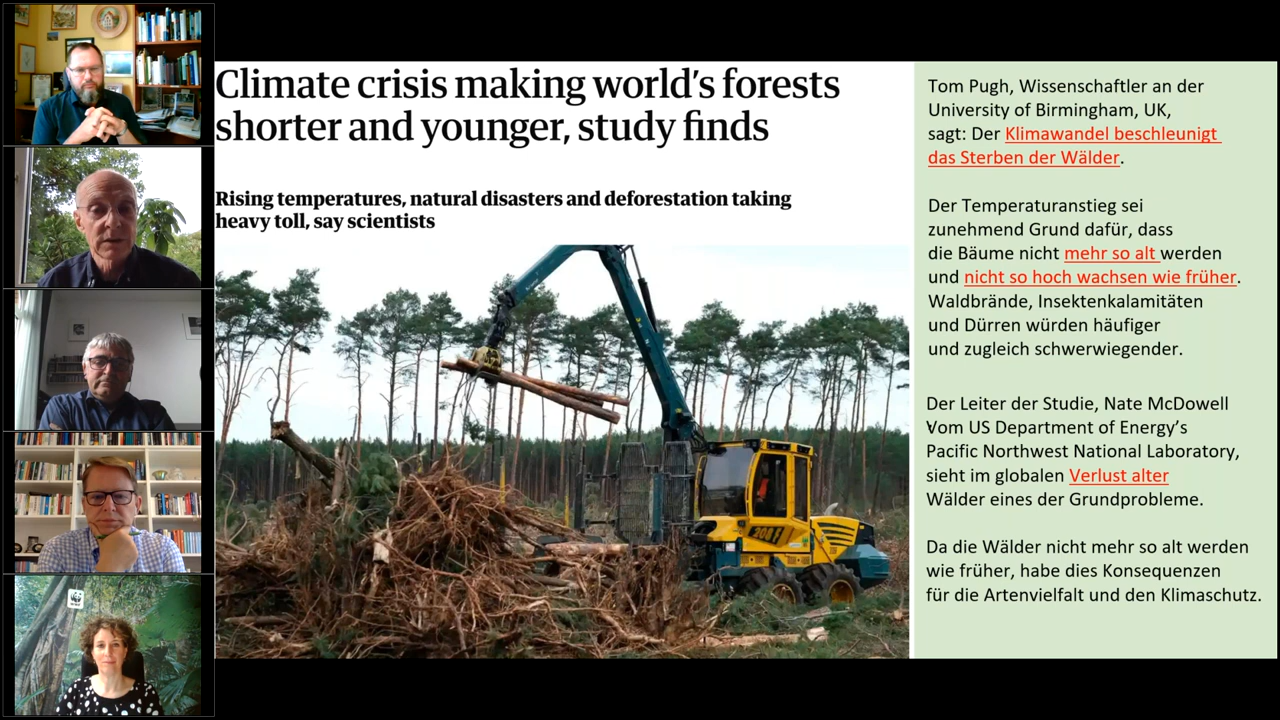 Climate crisis making world's forests
shorter and younger, study finds
Rising temperatures, natural disasters and deforestation taking
heavy toll, say scientists
Tom Pugh, Wissenschaftler an der
University of Birmingham, UK,
sagt: Der Klimawandel beschleunigt
das Sterben der Wälder.
Der Temperaturanstieg sei
zunehmend Grund dafür, dass
die Bäume nicht mehr so alt werden
und nicht so hoch wachsen wie früher.
Waldbrände, Insektenkalamitäten
und Dürren würden häufiger
und zugleich schwerwiegender.
Der Leiter der Studie, Nate McDowell
Vom US Department of Energy's
Pacific Northwest National Laboratory,
sieht im globalen Verlust alter
Wälder eines der Grundprobleme.
Da die Wälder nicht mehr so alt werden
wie früher, habe dies Konsequenzen
für die Artenvielfalt und den Klimaschutz.